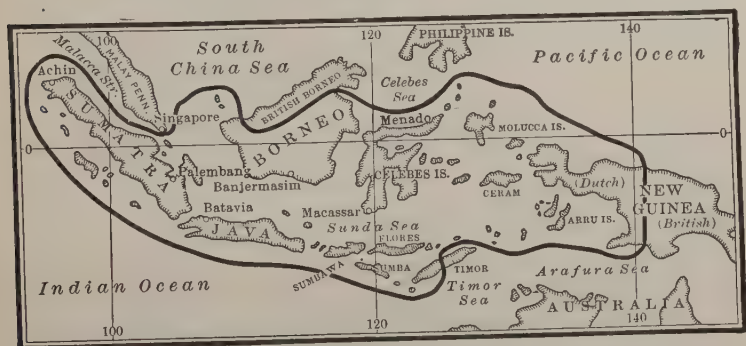 100
120
140
South
China Sea
PHILIPPINE IS.
Pacific Ocean
Malacca Str.
MALAY PENN.
Achin
Singapore
BRITISH BORNEO
Celebes
Sea
SUMATRA
BORNEO
Menado
MOLUCCA IS.
0
0
Palembang
Banjermasim
CELEBES IS.
CERAM
(Dutch)
NEW
GUINEA
(British)
Batavia
JAVA
Macassar
Sunda Sea
FLORES
ARRU IS.
SUMBAWA
UMBA
TIMOR
Timor
Sea
Arafura Sea
Indian Ocean
AUSTRALIA
100
120
140